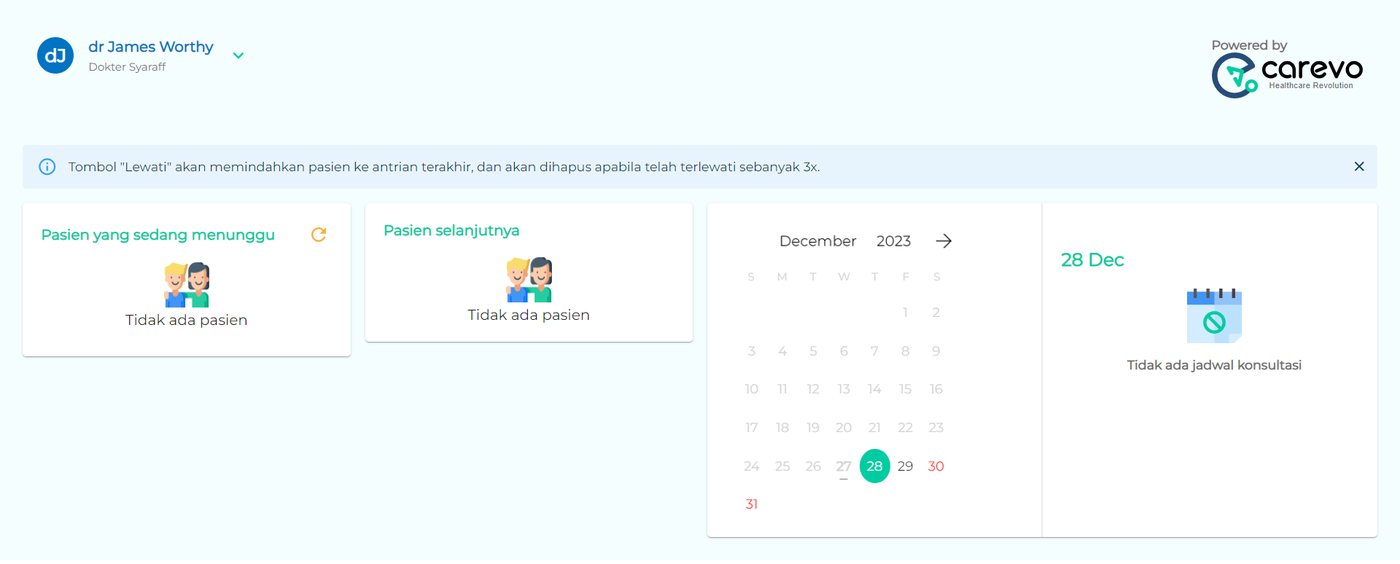 dJ
dr James Worthy
Dokter Syaraff
Powered by
carevo
Healthcare Revolution
Tombol "Lewati" akan memindahkan pasien ke antrian terakhir, dan akan dihapus apabila telah terlewati sebanyak 3x.
Pasien yang sedang menunggu
Tidak ada pasien
Pasien selanjutnya
Tidak ada pasien
December 2023
S M T W T F S
1 2
3 4 5 6 7 8 9
10 11 12 13 14 15 16
17 18 19 20 21 22 23
24 25 26 27 28 29 30
31
28 Dec
Tidak ada jadwal konsultasi